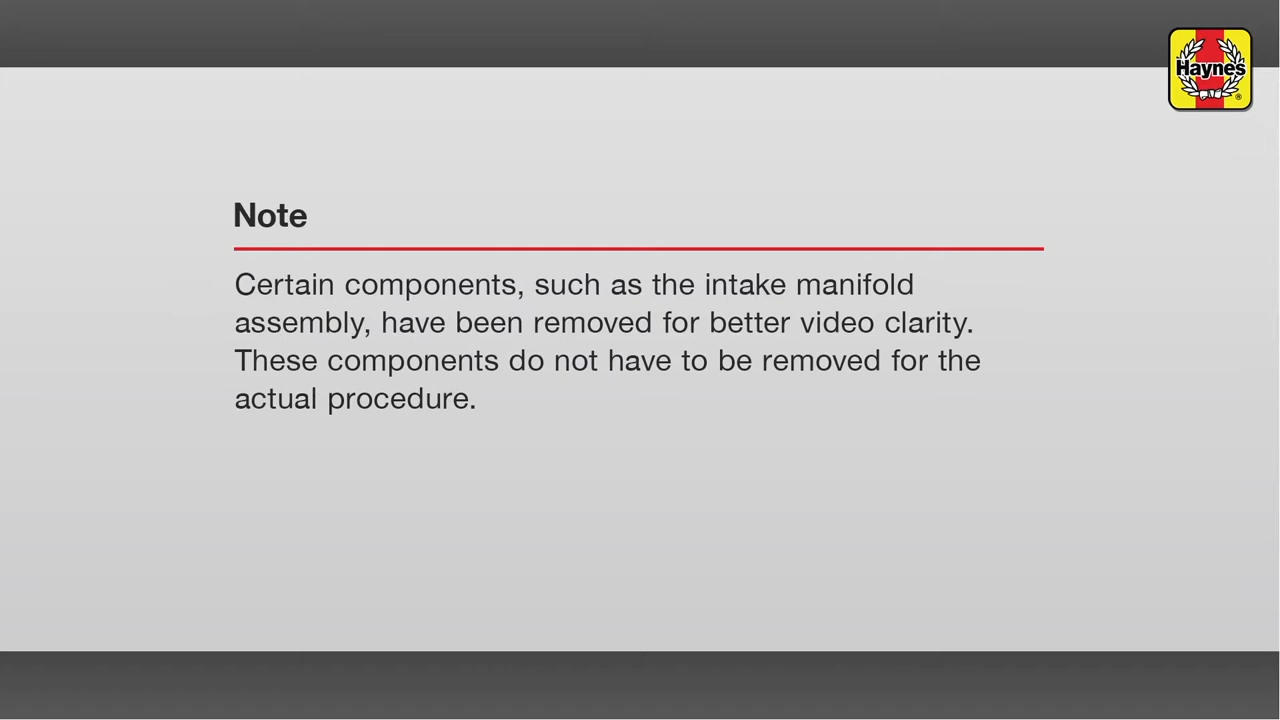 Haynes
Note
Certain components, such as the intake manifold
assembly, have been removed for better video clarity.
These components do not have to be removed for the
actual procedure.